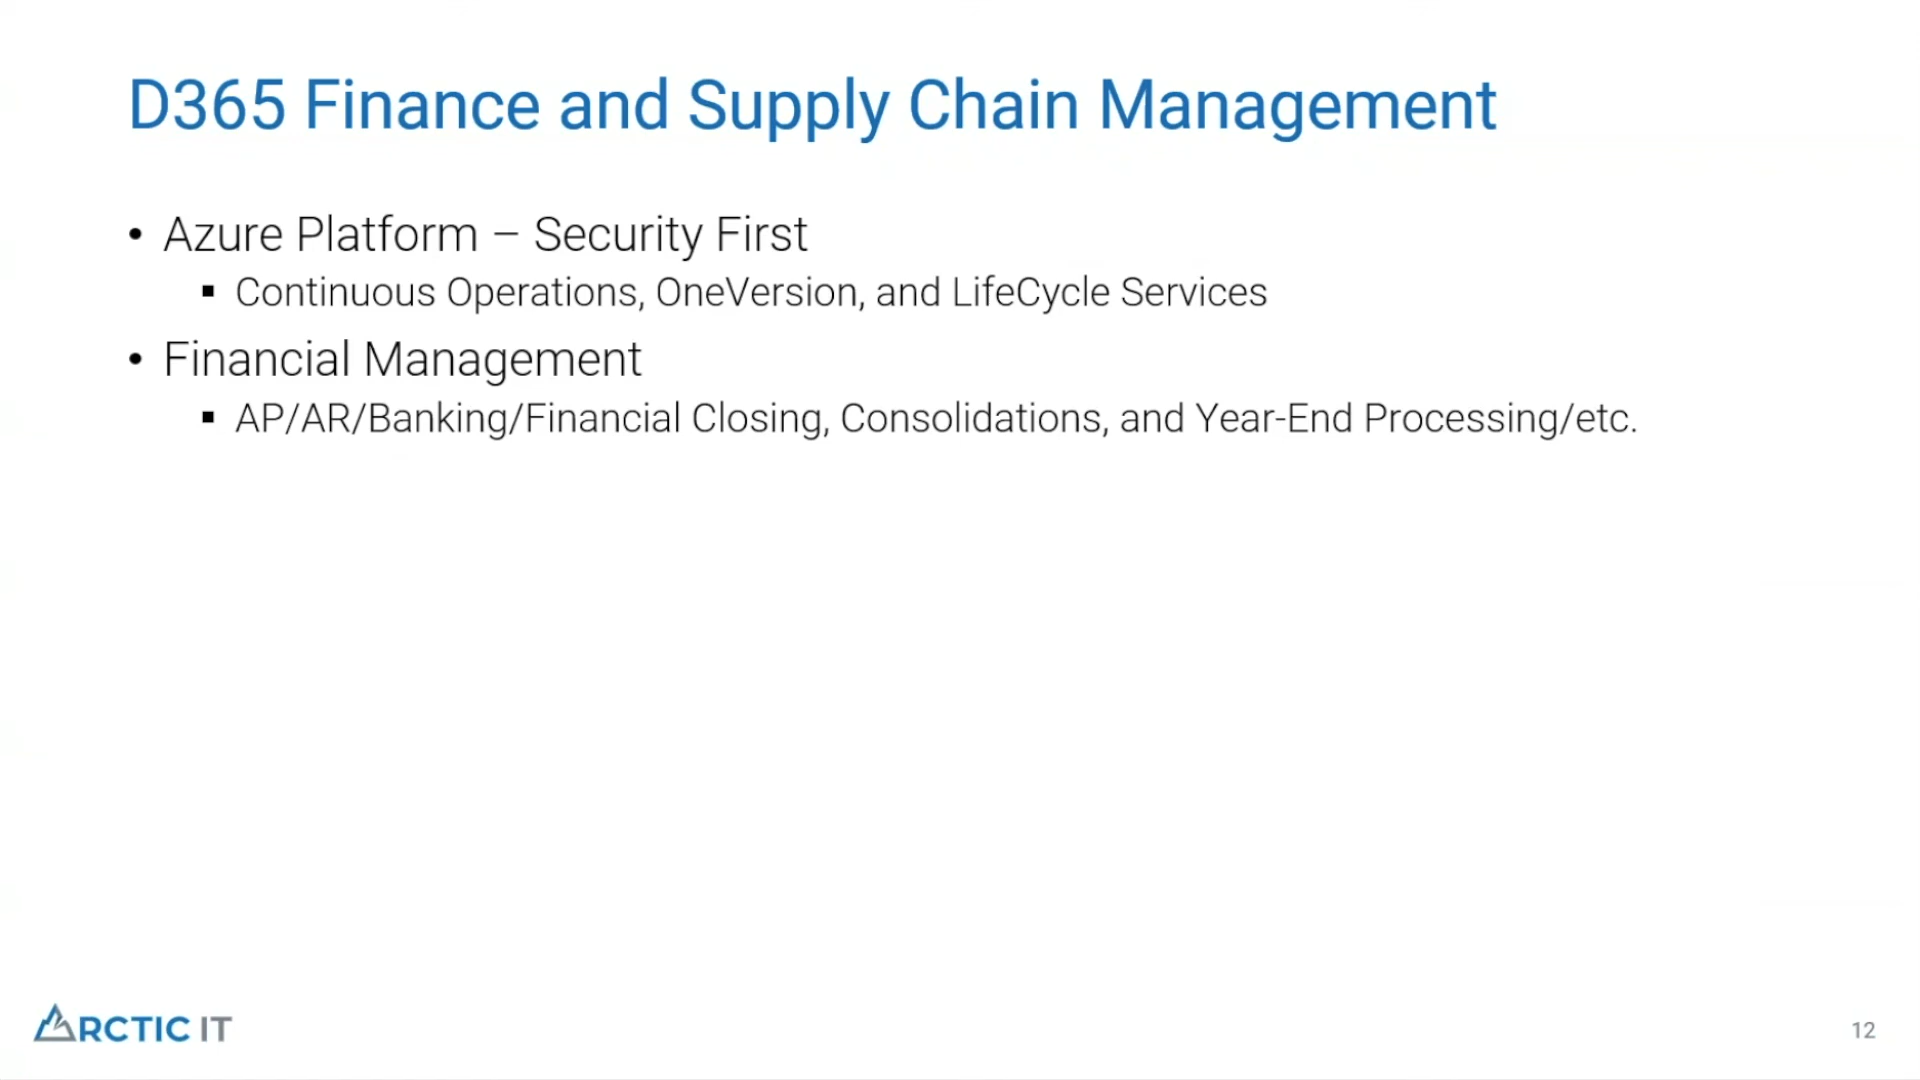 D365 Finance and Supply Chain Management
• Azure Platform – Security First
▪ Continuous Operations, OneVersion, and LifeCycle Services
• Financial Management
▪ AP/AR/Banking/Financial Closing, Consolidations, and Year-End Processing/etc.
ARCTIC IT
12